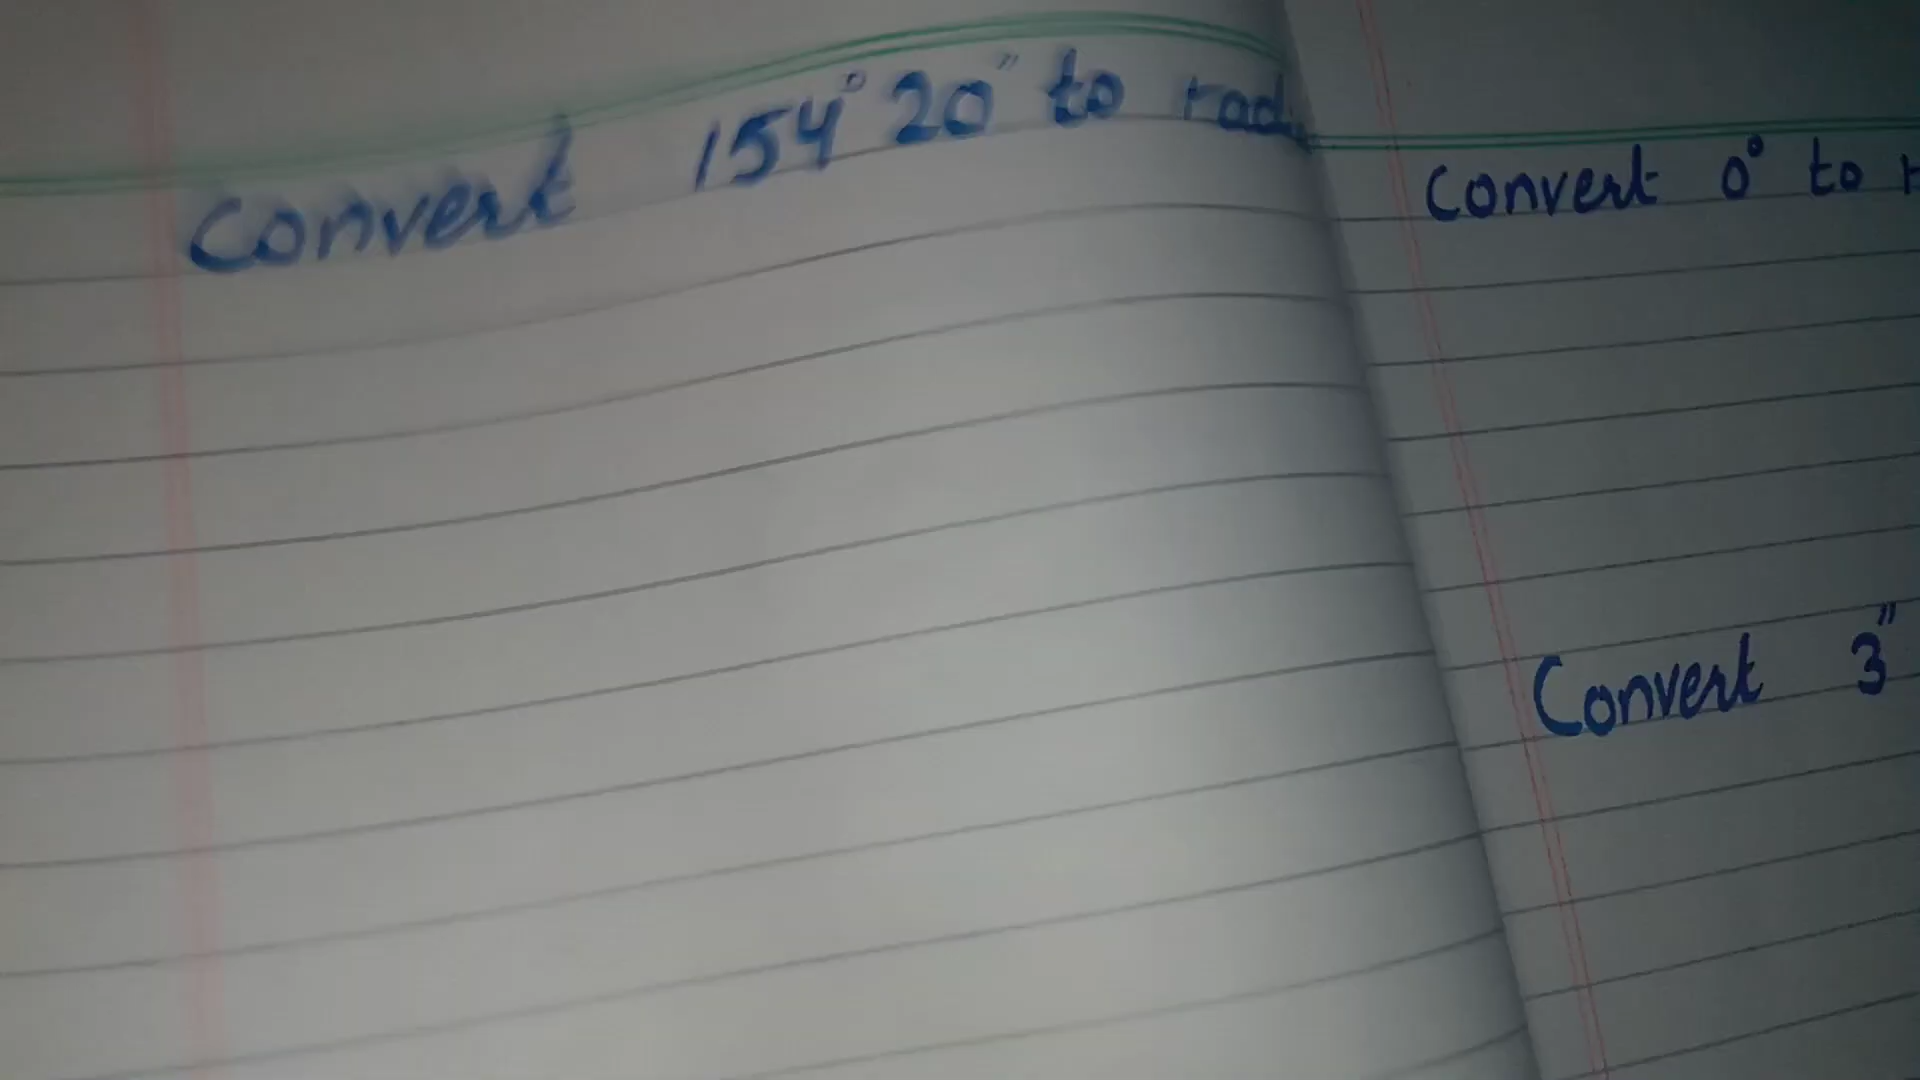 Convert 154° 20" to rad
Convert 0° to
Convert 3"